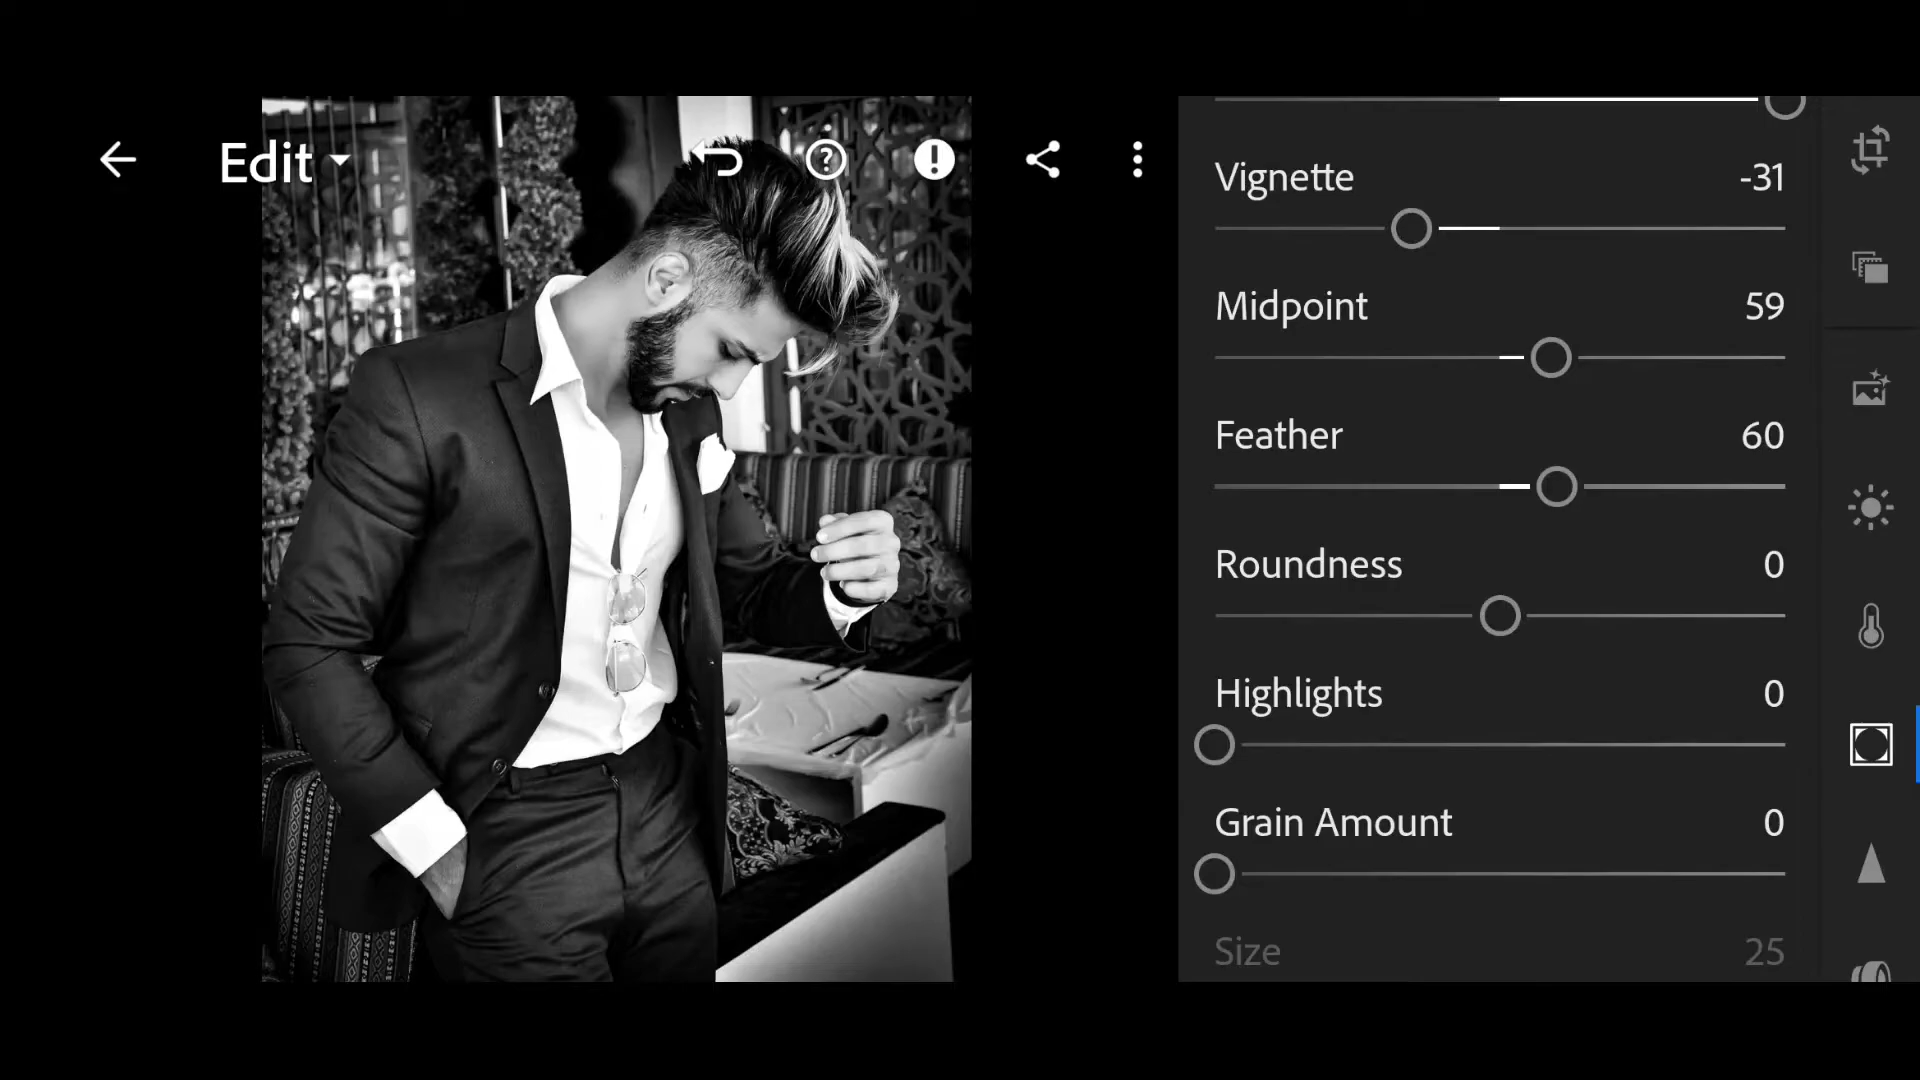 Edit
Vignette -31
Midpoint 59
Feather 60
Roundness 0
Highlights 0
Grain Amount 0
Size 25